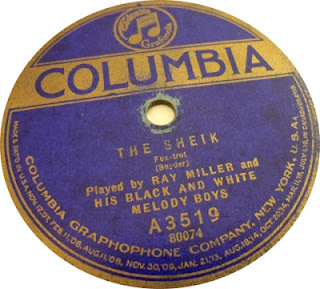 COLUMBIA
THE SHEIK
Fox-trot
(Snyder)
Played by RAY MILLER and
HIS BLACK AND WHITE
MELODY BOYS
A3519
80074
COLUMBIA GRAPHOPHONE COMPANY, NEW YORK, U.S.A.